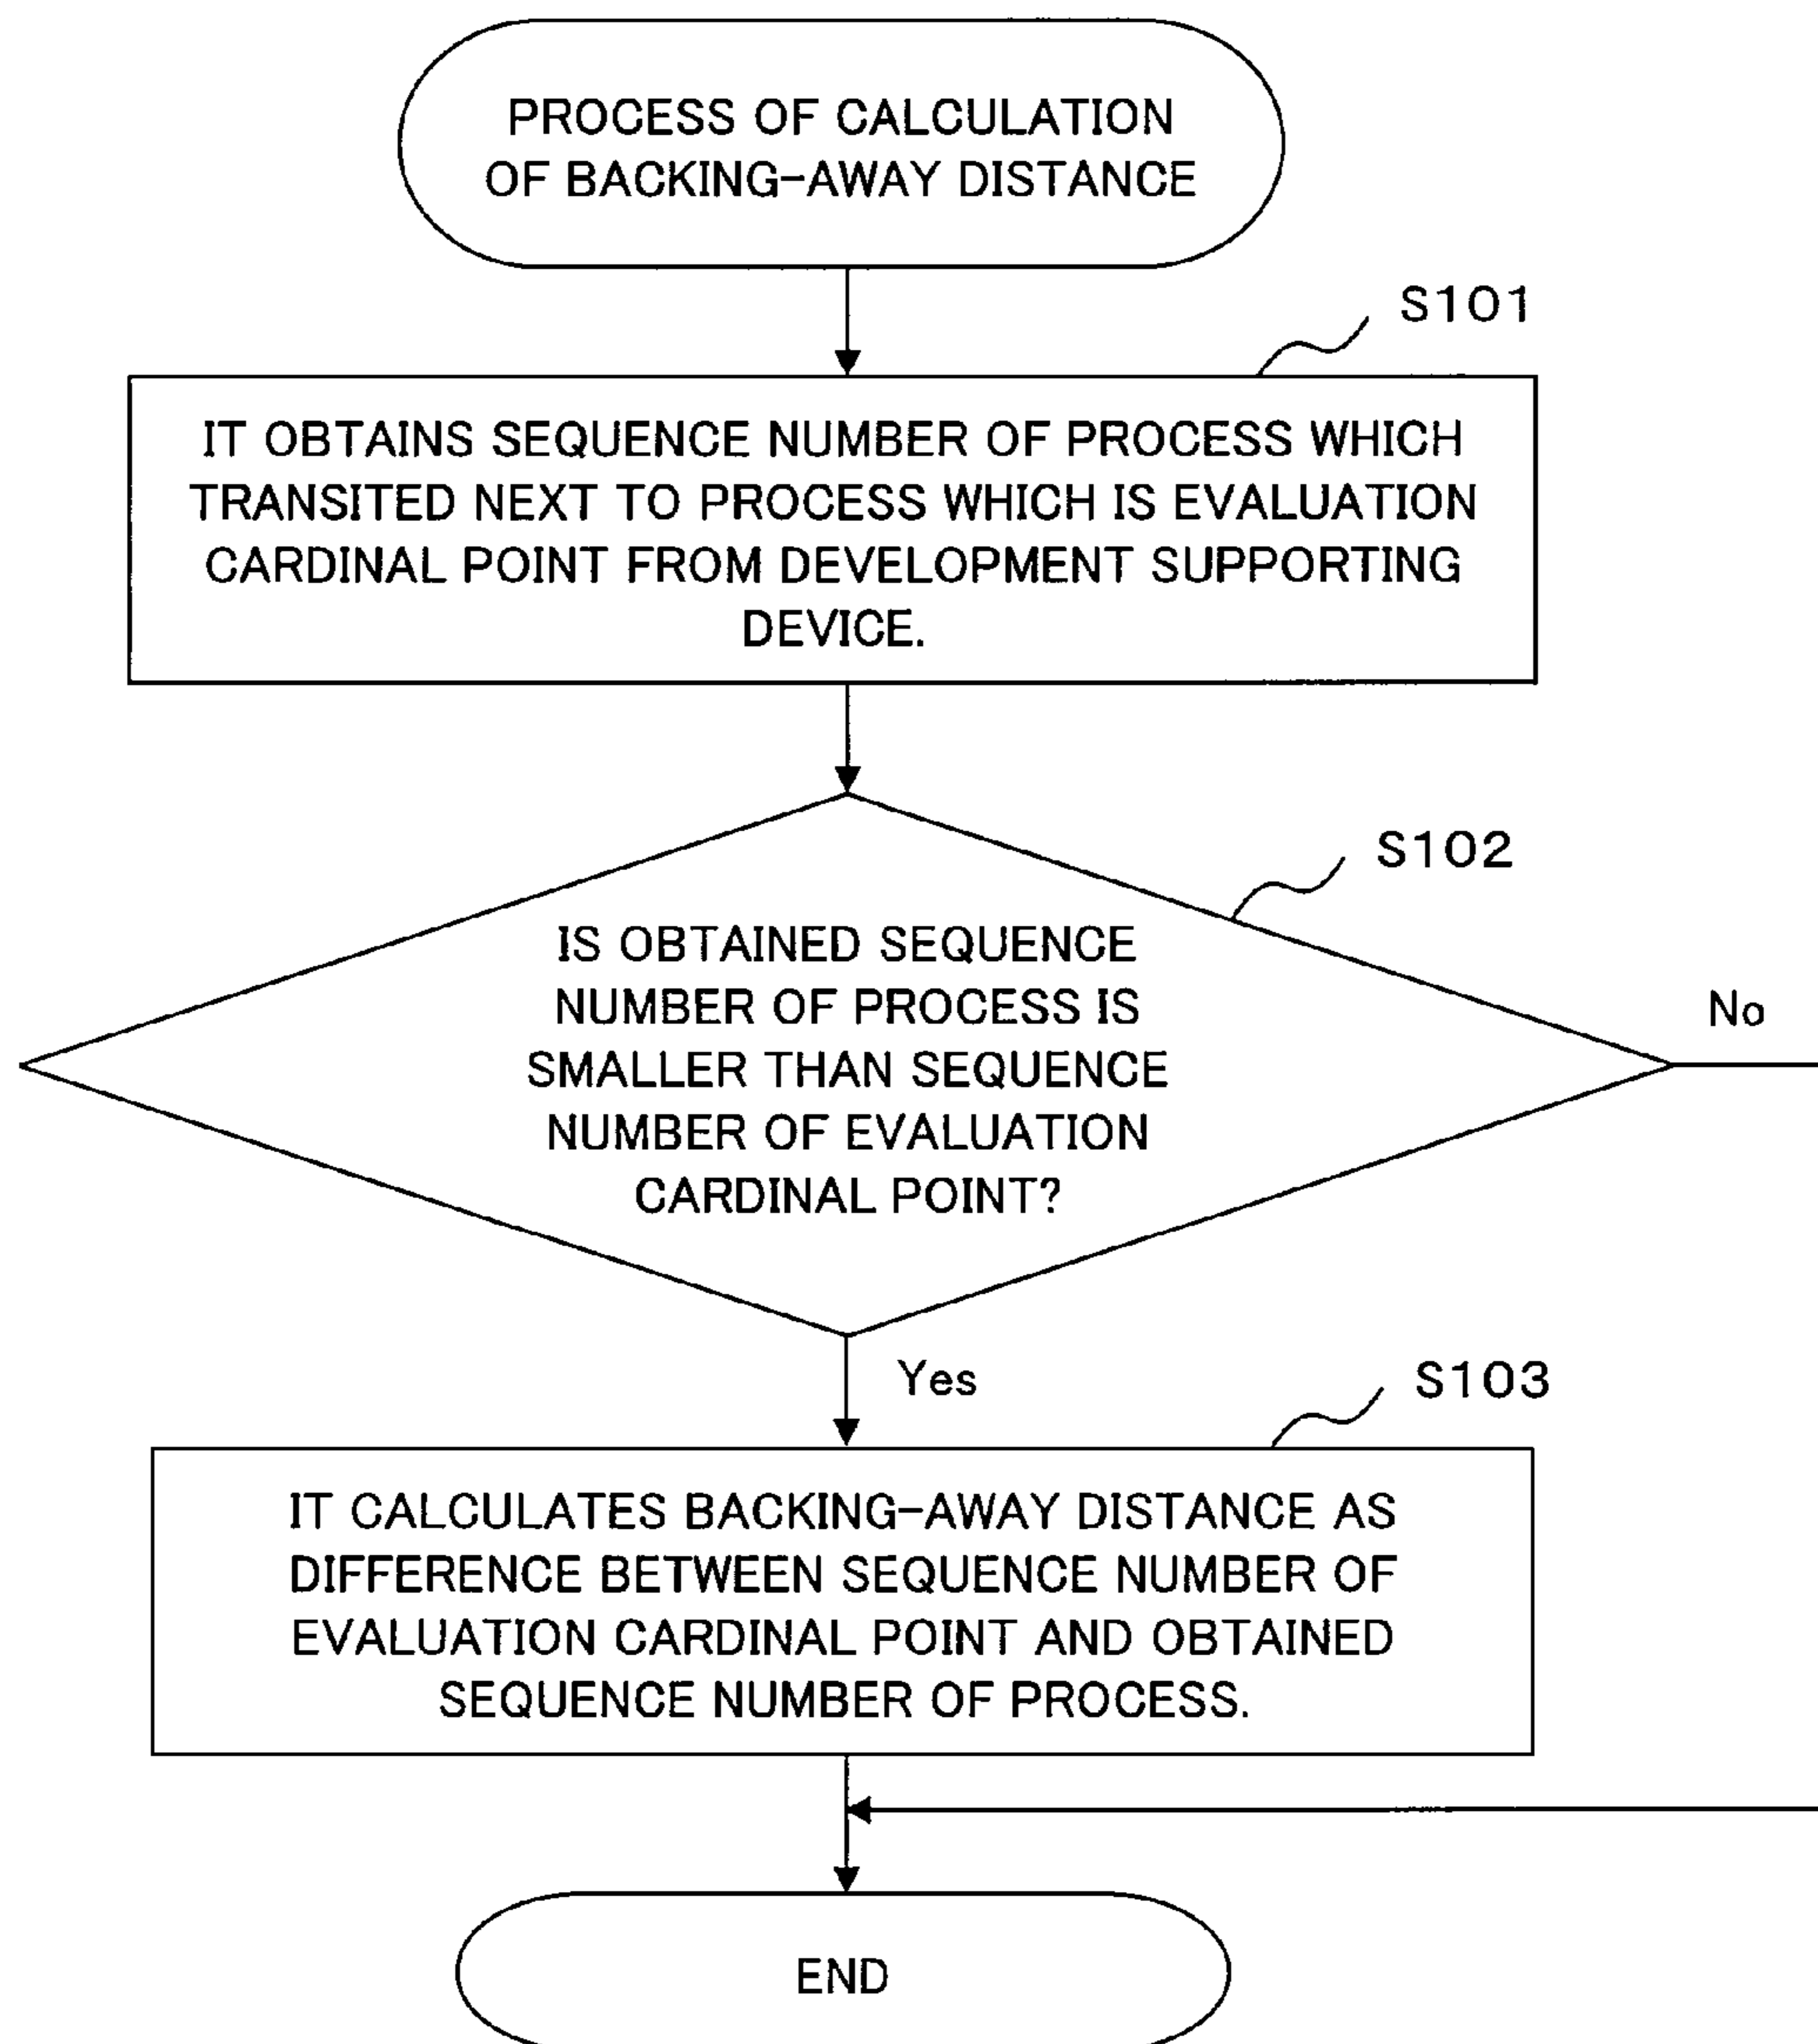 PROCESS OF CALCULATION
OF BACKING-AWAY DISTANCE
S101
IT OBTAINS SEQUENCE NUMBER OF PROCESS WHICH
TRANSITED NEXT TO PROCESS WHICH IS EVALUATION
CARDINAL POINT FROM DEVELOPMENT SUPPORTING
DEVICE.
S102
IS OBTAINED SEQUENCE
NUMBER OF PROCESS IS
SMALLER THAN SEQUENCE
NUMBER OF EVALUATION
CARDINAL POINT?
No
Yes
S103
IT CALCULATES BACKING-AWAY DISTANCE AS
DIFFERENCE BETWEEN SEQUENCE NUMBER OF
EVALUATION CARDINAL POINT AND OBTAINED
SEQUENCE NUMBER OF PROCESS.
END